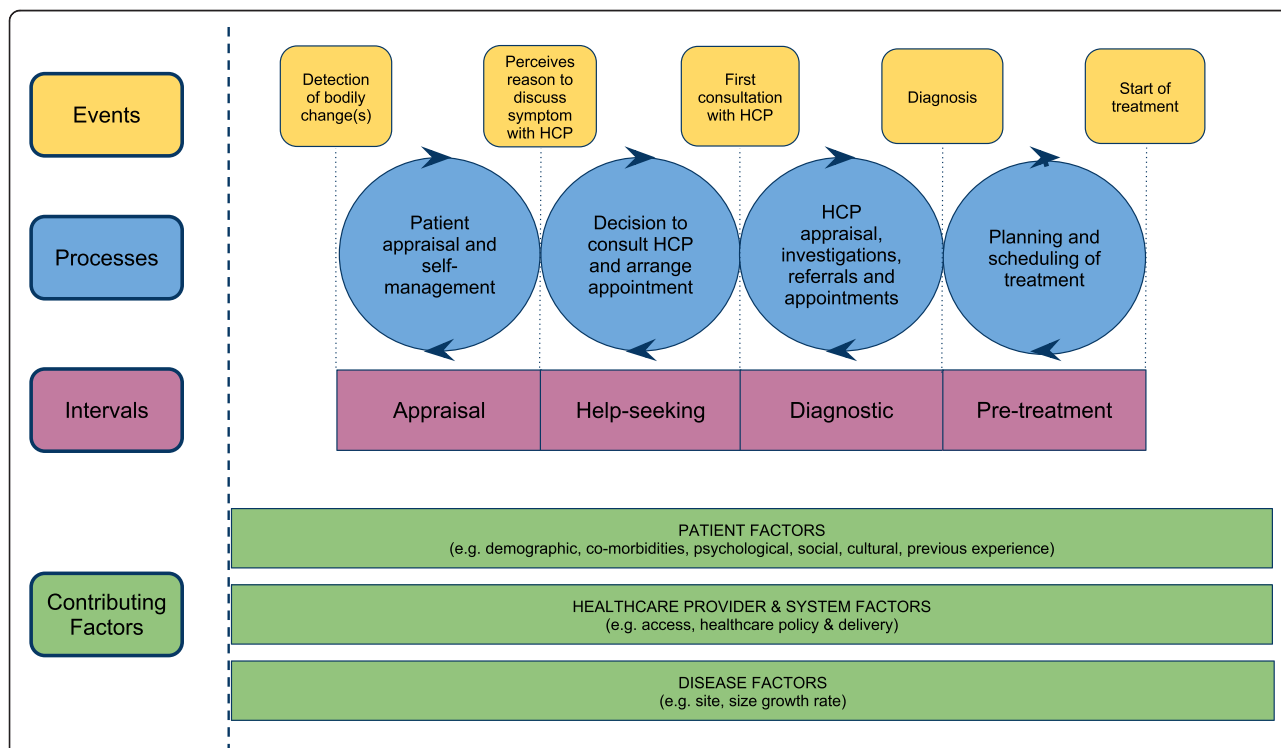 Events
Detection
of bodily
change(s)
Perceives
reason to
discuss
symptom
with HCP
First
consultation
with HCP
Diagnosis
Start of
treatment
Processes
Patient
appraisal and
self-
management
Decision to
consult HCP
and arrange
appointment
HCP
appraisal,
investigations,
referrals and
appointments
Planning and
scheduling of
treatment
Intervals
Appraisal
Help-seeking
Diagnostic
Pre-treatment
Contributing
Factors
PATIENT FACTORS
(e.g. demographic, co-morbidities, psychological, social, cultural, previous experience)
HEALTHCARE PROVIDER & SYSTEM FACTORS
(e.g. access, healthcare policy & delivery)
DISEASE FACTORS
(e.g. site, size growth rate)